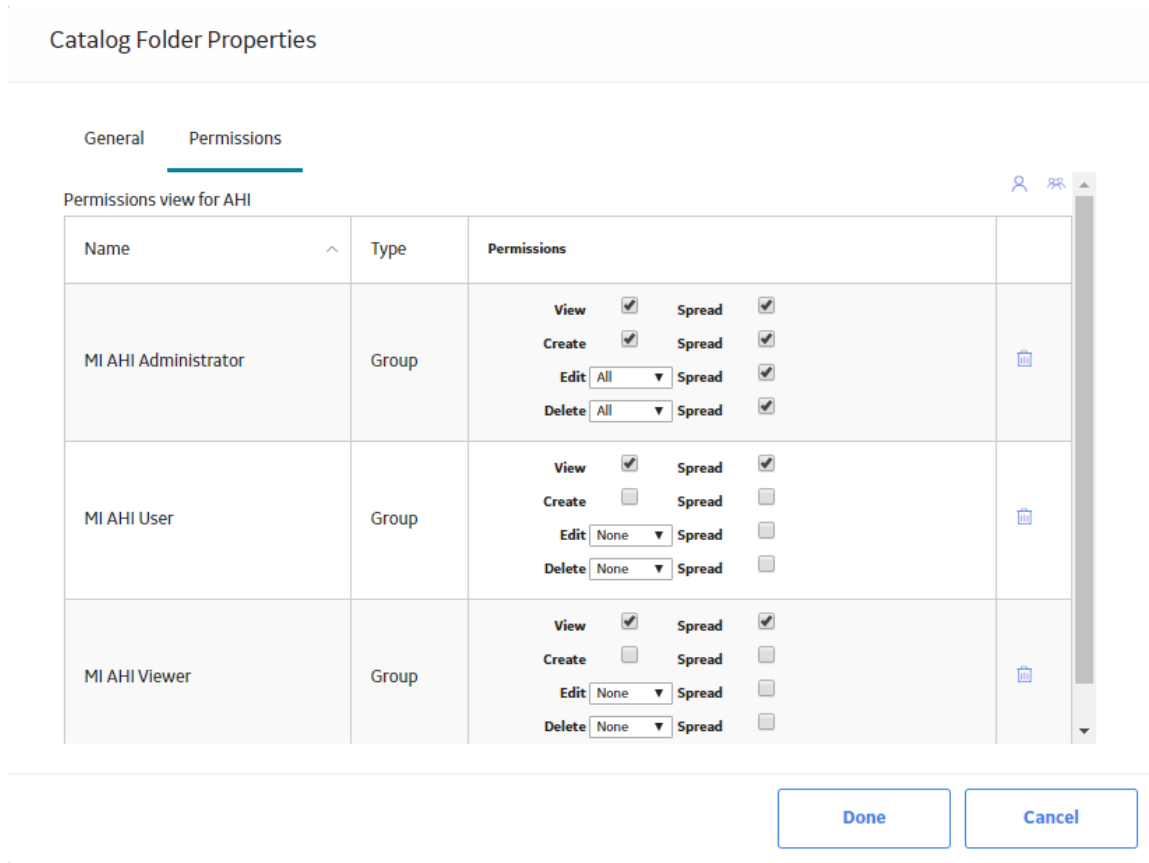 Catalog Folder Properties
General Permissions
Permissions view for AHI
Name Type Permissions
MI AHI Administrator Group
View Spread
Create Spread
Edit All Spread
Delete All Spread
MI AHI User Group
View Spread
Create Spread
Edit None Spread
Delete None Spread
MI AHI Viewer Group
View Spread
Create Spread
Edit None Spread
Delete None Spread
Done Cancel